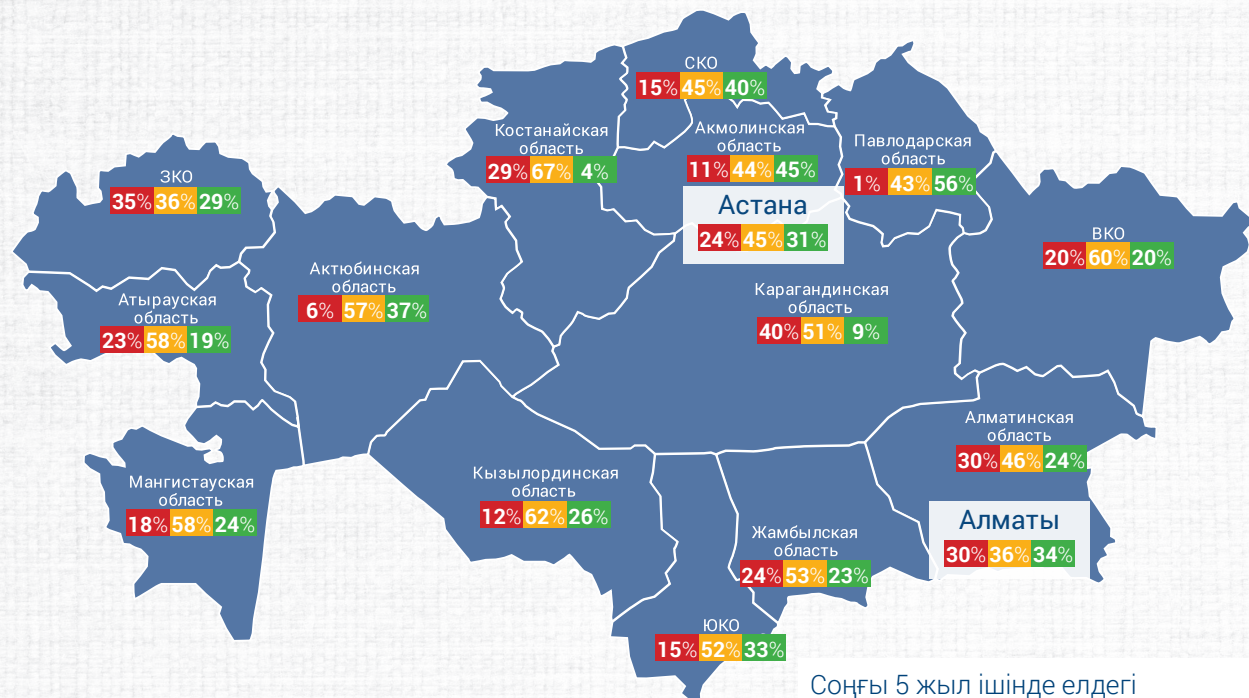 СКО
15% 45% 40%
Костанайская
область
29% 67% 4%
Акмолинская
область
11% 44% 45%
Павлодарская
область
1% 43% 56%
ЗКО
35% 36% 29%
Астана
24% 45% 31%
ВКО
20% 60% 20%
Актюбинская
область
6% 57% 37%
Атырауская
область
23% 58% 19%
Карагандинская
область
40% 51% 9%
Алматинская
область
30% 46% 24%
Мангистауская
область
18% 58% 24%
Кызылординская
область
12% 62% 26%
Алматы
30% 36% 34%
Жамбылская
область
24% 53% 23%
ЮКО
15% 52% 33%
Соңғы 5 жыл ішінде елдегі